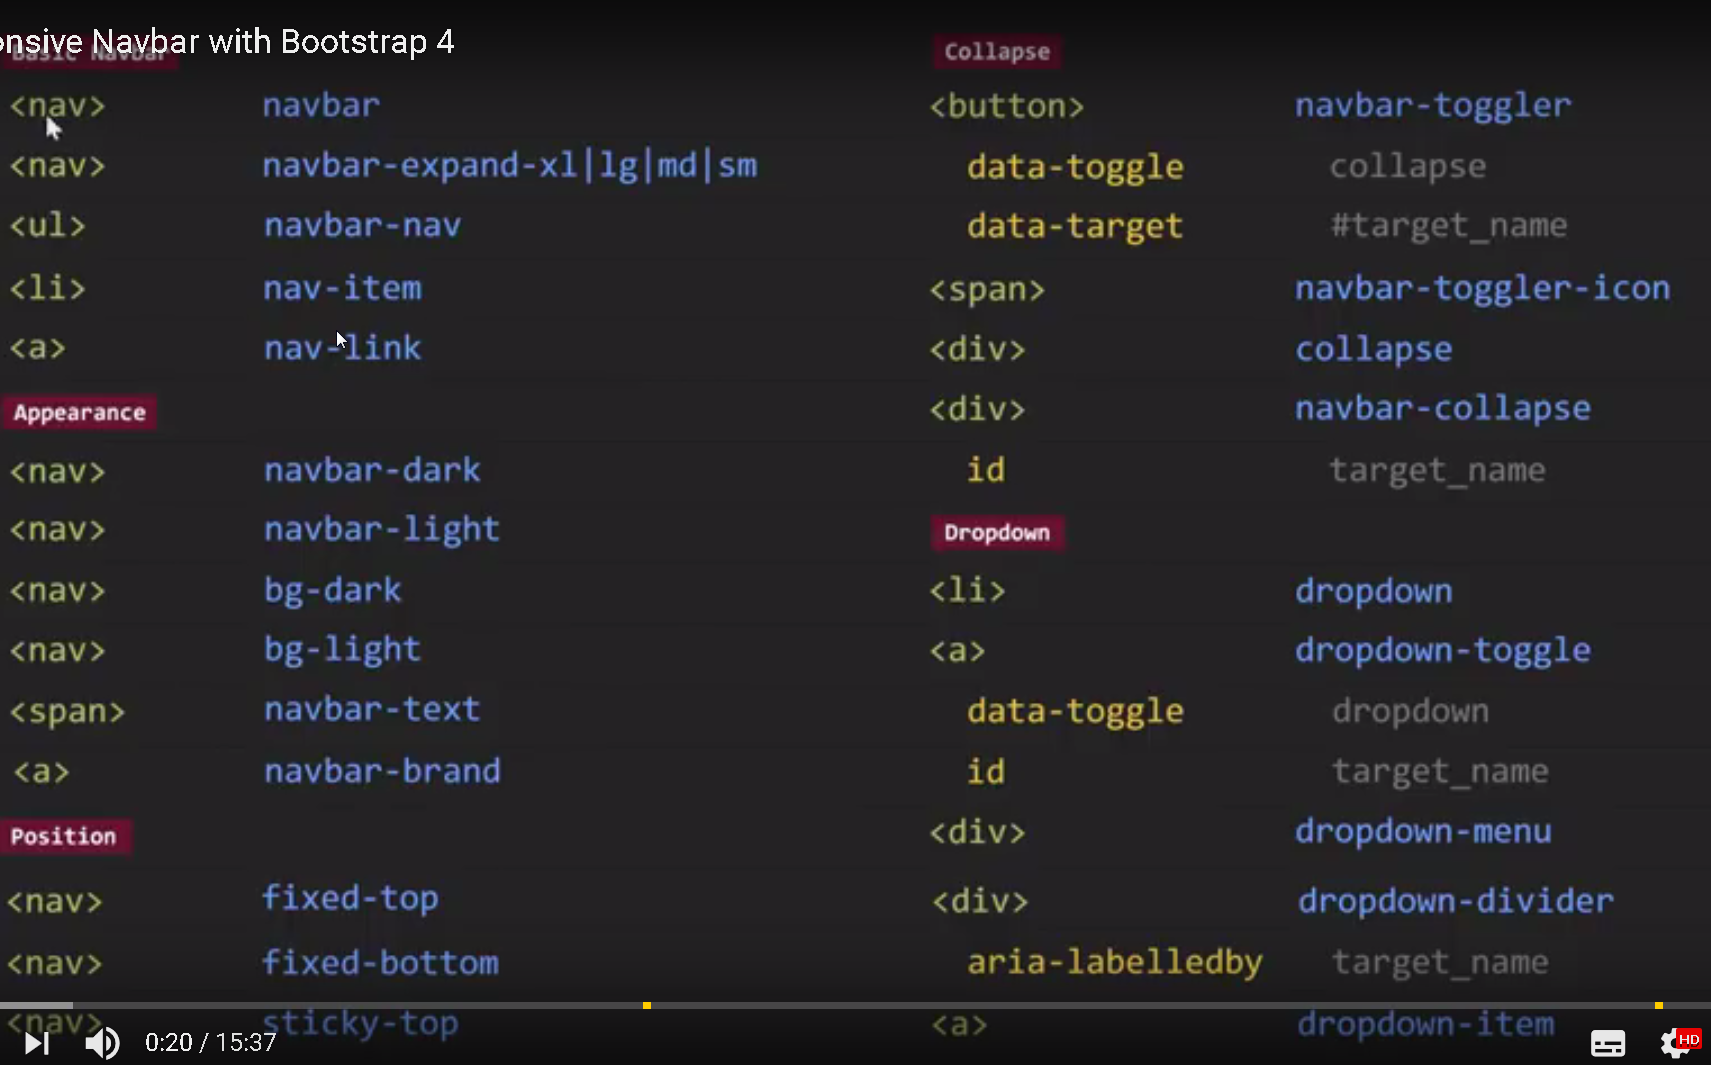 onsive Navbar with Bootstrap 4
Basic Navbar
<nav> navbar
<nav> navbar-expand-xl|lg|md|sm
<ul> navbar-nav
<li> nav-item
<a> nav-link
Appearance
<nav> navbar-dark
<nav> navbar-light
<nav> bg-dark
<nav> bg-light
<span> navbar-text
<a> navbar-brand
Position
<nav> fixed-top
<nav> fixed-bottom
<nav> sticky-top
Collapse
<button> navbar-toggler
data-toggle collapse
data-target #target_name
<span> navbar-toggler-icon
<div> collapse
<div> navbar-collapse
id target_name
Dropdown
<li> dropdown
<a> dropdown-toggle
data-toggle dropdown
id target_name
<div> dropdown-menu
<div> dropdown-divider
aria-labelledby target_name
<a> dropdown-item
0:20 / 15:37
HD